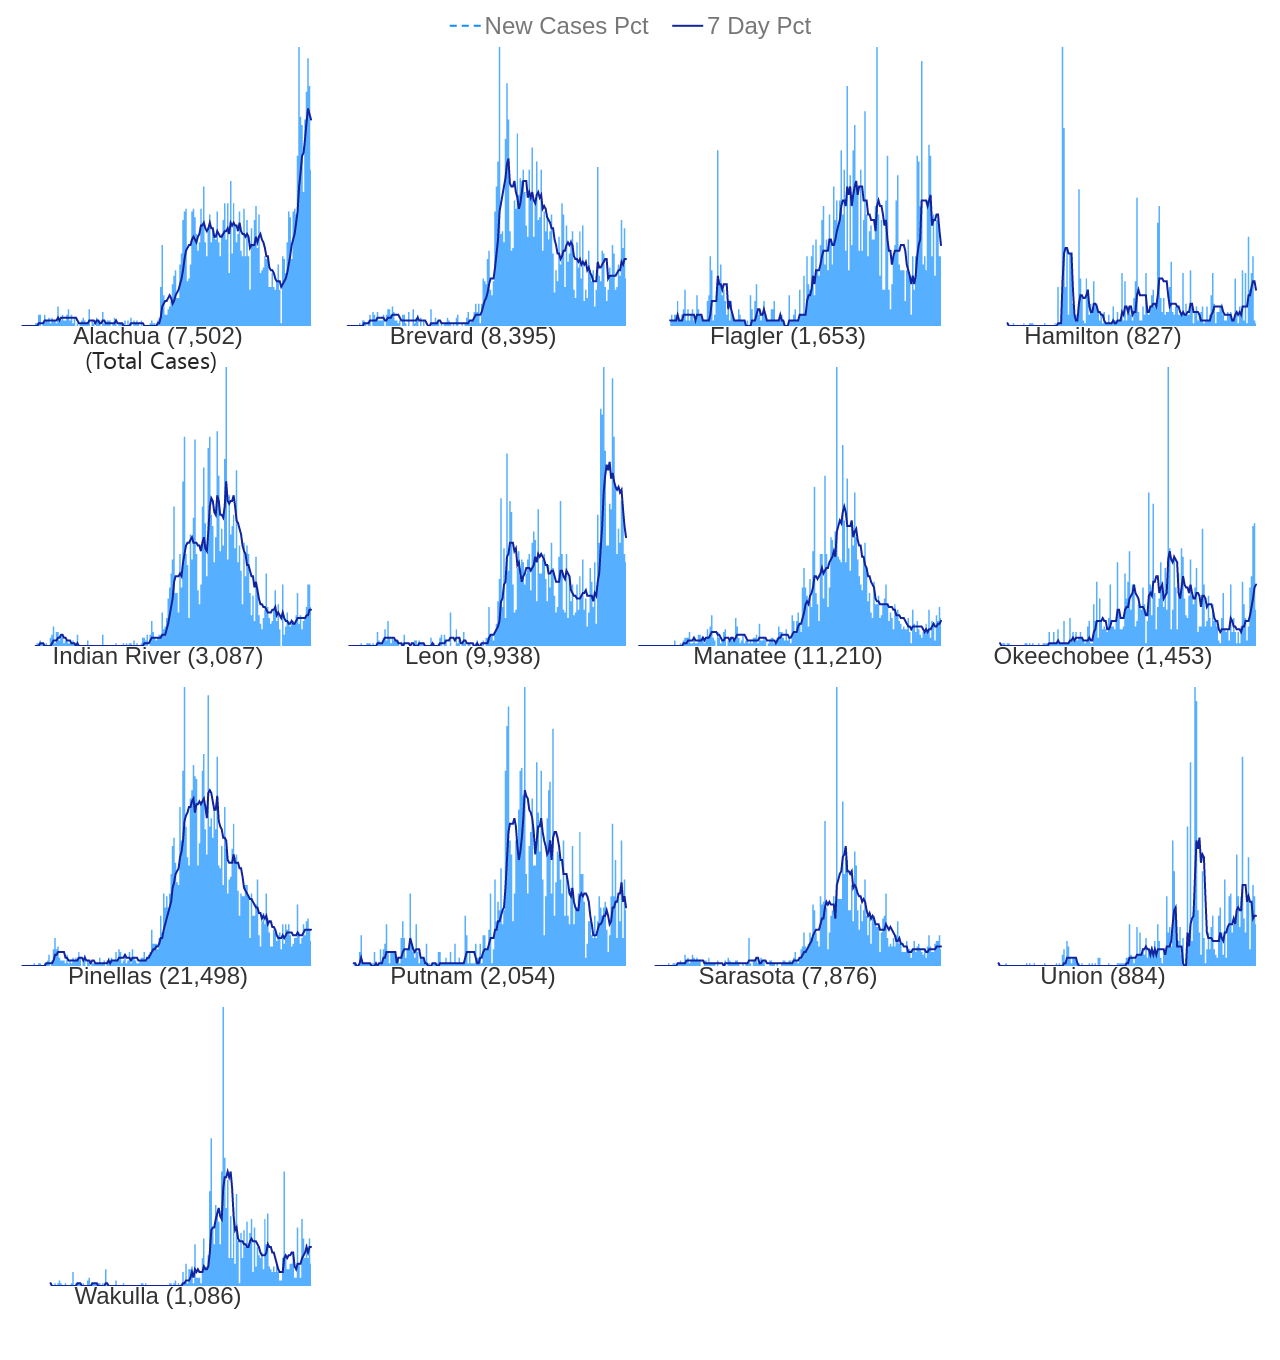 New Cases Pct 7 Day Pct
Alachua (7,502) Brevard (8,395) Flagler (1,653) Hamilton (827)
(Total Cases)
Indian River (3,087) Leon (9,938) Manatee (11,210) Okeechobee (1,453)
Pinellas (21,498) Putnam (2,054) Sarasota (7,876) Union (884)
Wakulla (1,086)